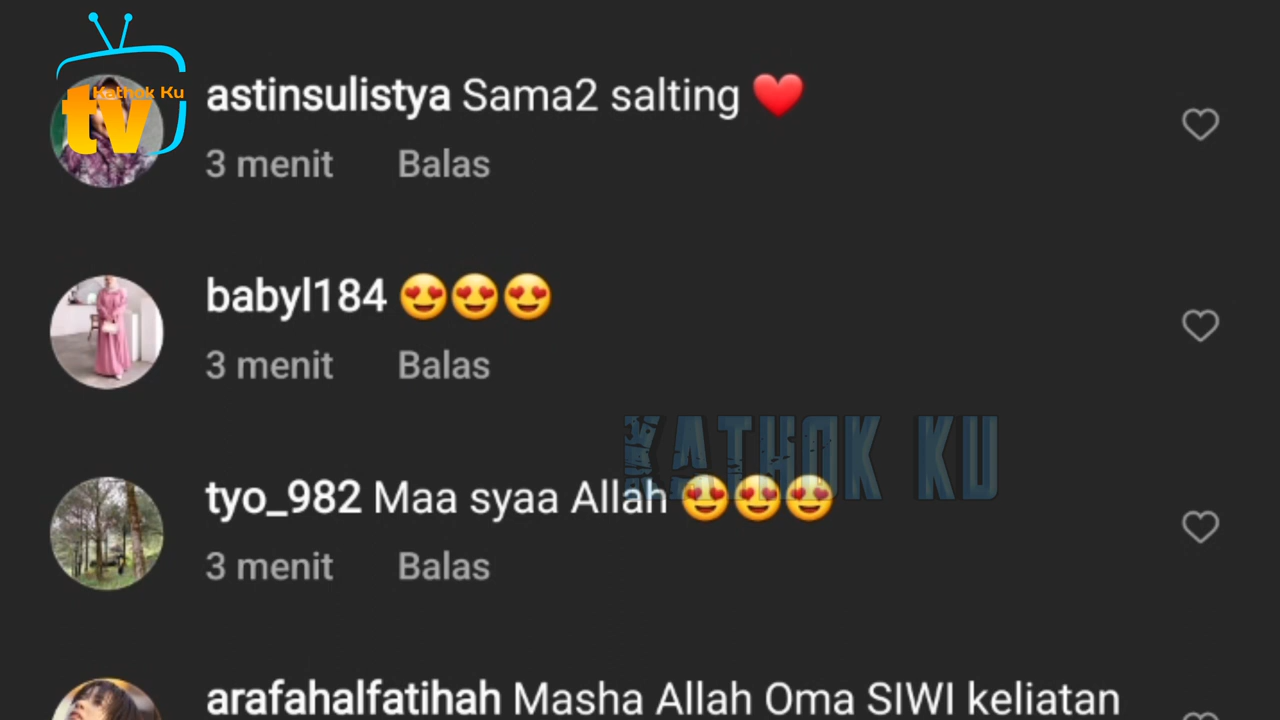 Kathok Ku
tv
astinsulistya Sama2 salting ❤️
3 menit Balas
babyl184 😍😍😍
3 menit Balas
KATHOK KU
tyo_982 Maa syaa Allah 😍😍😍
3 menit Balas
arafahalfatihah Masha Allah Oma SIWI keliatan